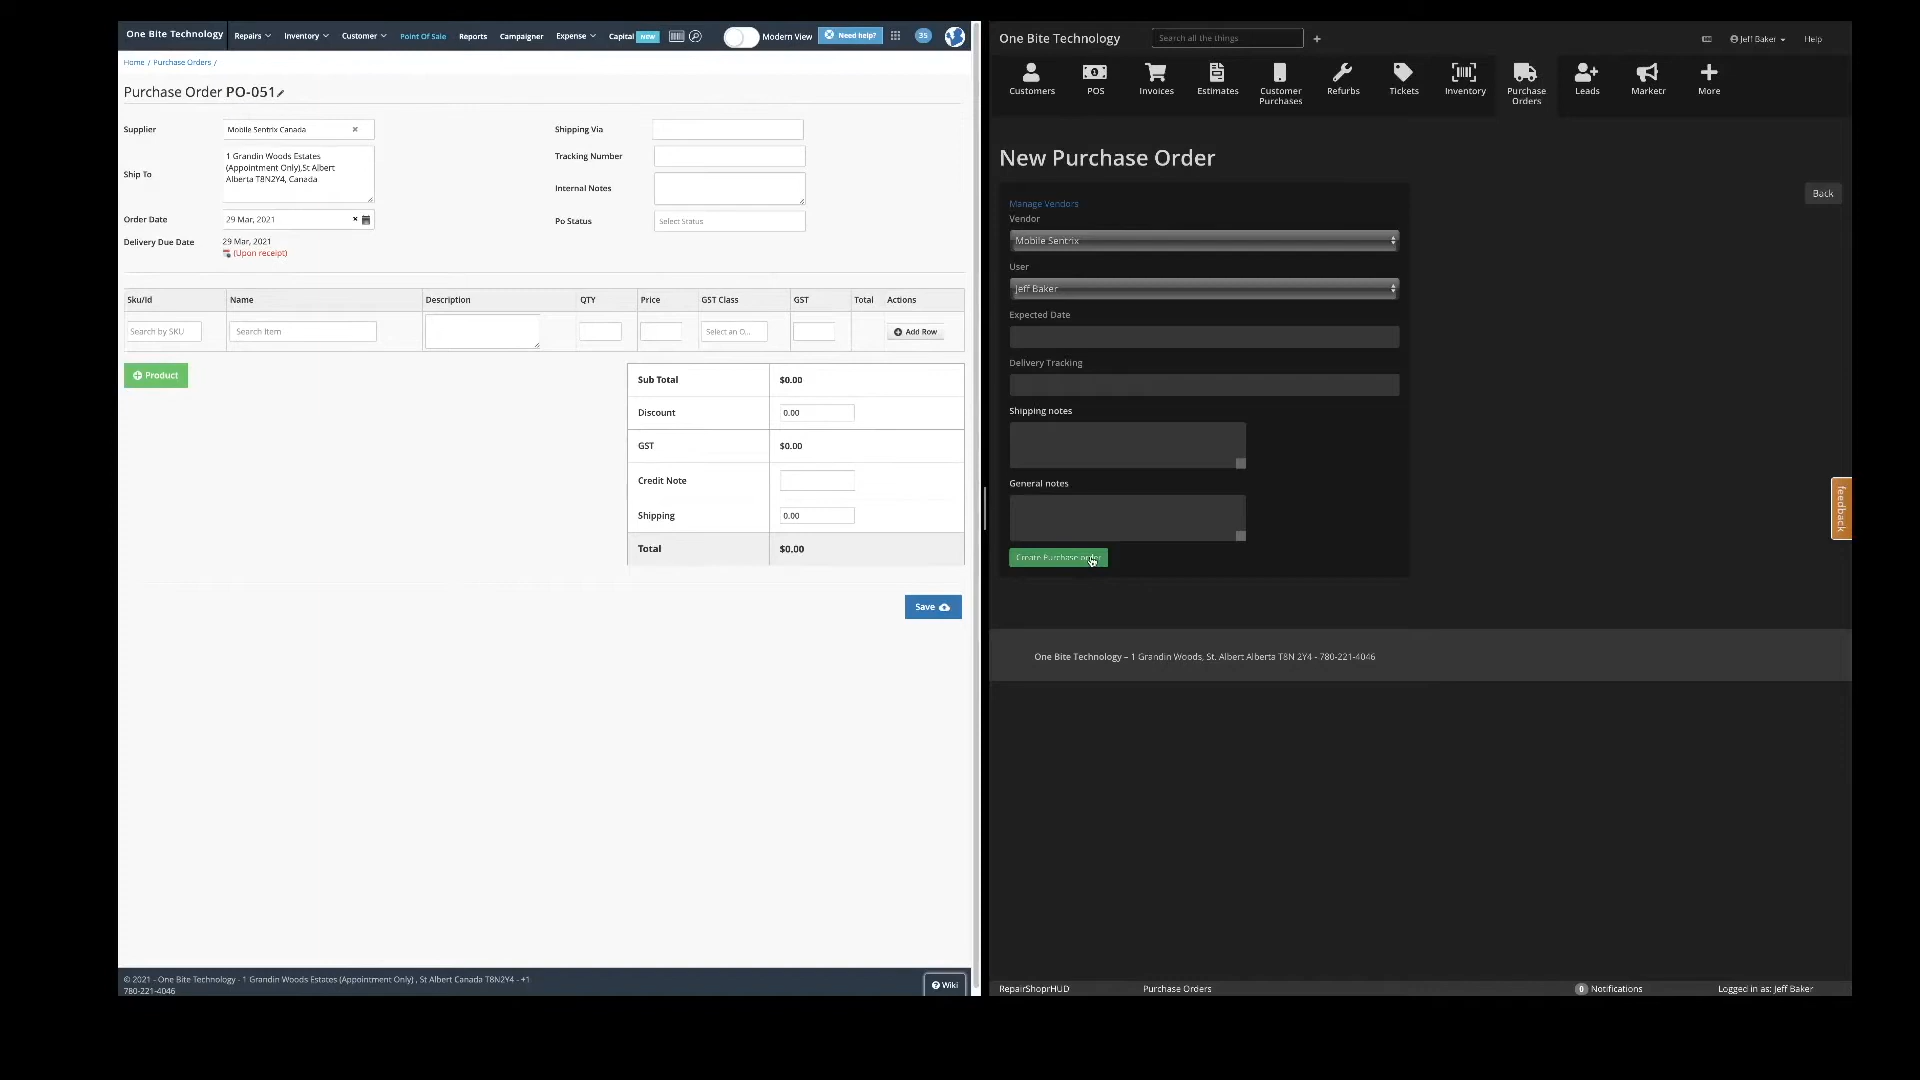 One Bite Technology
Repairs
Inventory
Customer
Point Of Sale
Reports
Campaigner
Expense
Capital NEW
Modern View
Need help?
35
Home / Purchase Orders /
Purchase Order PO-051
Supplier
Mobile Sentrix Canada
Ship To
1 Grandin Woods Estates
(Appointment Only),St Albert
Alberta T8N2Y4, Canada
Order Date
29 Mar, 2021
Delivery Due Date
29 Mar, 2021
(Upon receipt)
Shipping Via
Tracking Number
Internal Notes
Po Status
Select Status
Sku/Id Name Description QTY Price GST Class GST Total Actions
Search by SKU
Search Item
Select an O...
Add Row
Product
Sub Total $0.00
Discount 0.00
GST $0.00
Credit Note
Shipping 0.00
Total $0.00
Save
© 2021 - One Bite Technology - 1 Grandin Woods Estates (Appointment Only) , St Albert Canada T8N2Y4 - +1
780-221-4046
Wiki
One Bite Technology
Search all the things
+
Jeff Baker
Help
Customers
POS
Invoices
Estimates
Customer
Purchases
Refurbs
Tickets
Inventory
Purchase
Orders
Leads
Marketr
More
New Purchase Order
Back
Manage Vendors
Vendor
Mobile Sentrix
User
Jeff Baker
Expected Date
Delivery Tracking
Shipping notes
General notes
Create Purchase order
feedback
One Bite Technology – 1 Grandin Woods, St. Albert Alberta T8N 2Y4 - 780-221-4046
RepairShoprHUD
Purchase Orders
0 Notifications
Logged in as: Jeff Baker